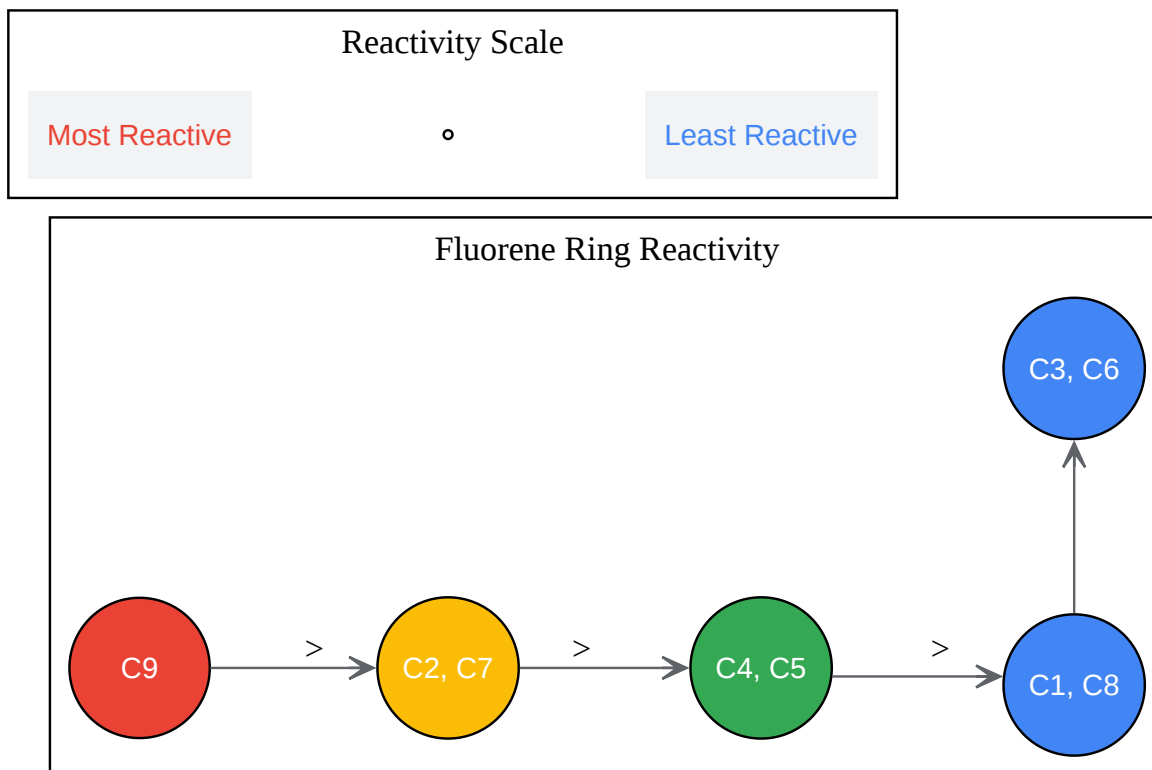 Reactivity Scale
Most Reactive
Least Reactive
Fluorene Ring Reactivity
C3, C6
C9
>
C2, C7
>
C4, C5
>
C1, C8